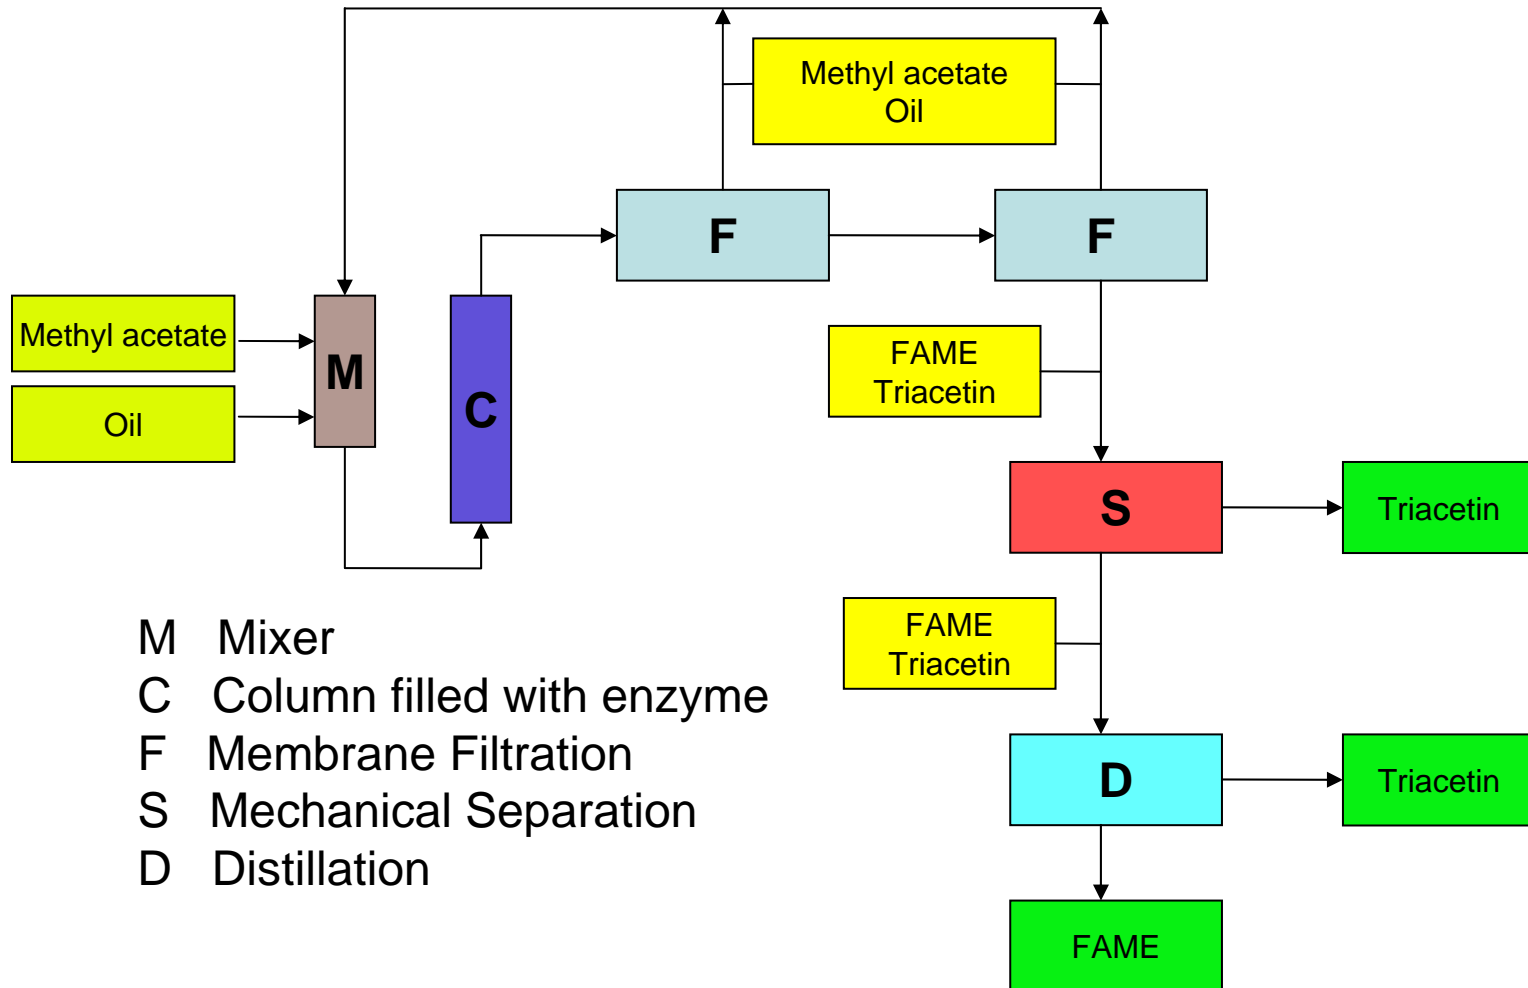 Methyl acetate
Oil
F
F
Methyl acetate
M
Oil
C
FAME
Triacetin
S
Triacetin
FAME
Triacetin
D
Triacetin
FAME
M Mixer
C Column filled with enzyme
F Membrane Filtration
S Mechanical Separation
D Distillation